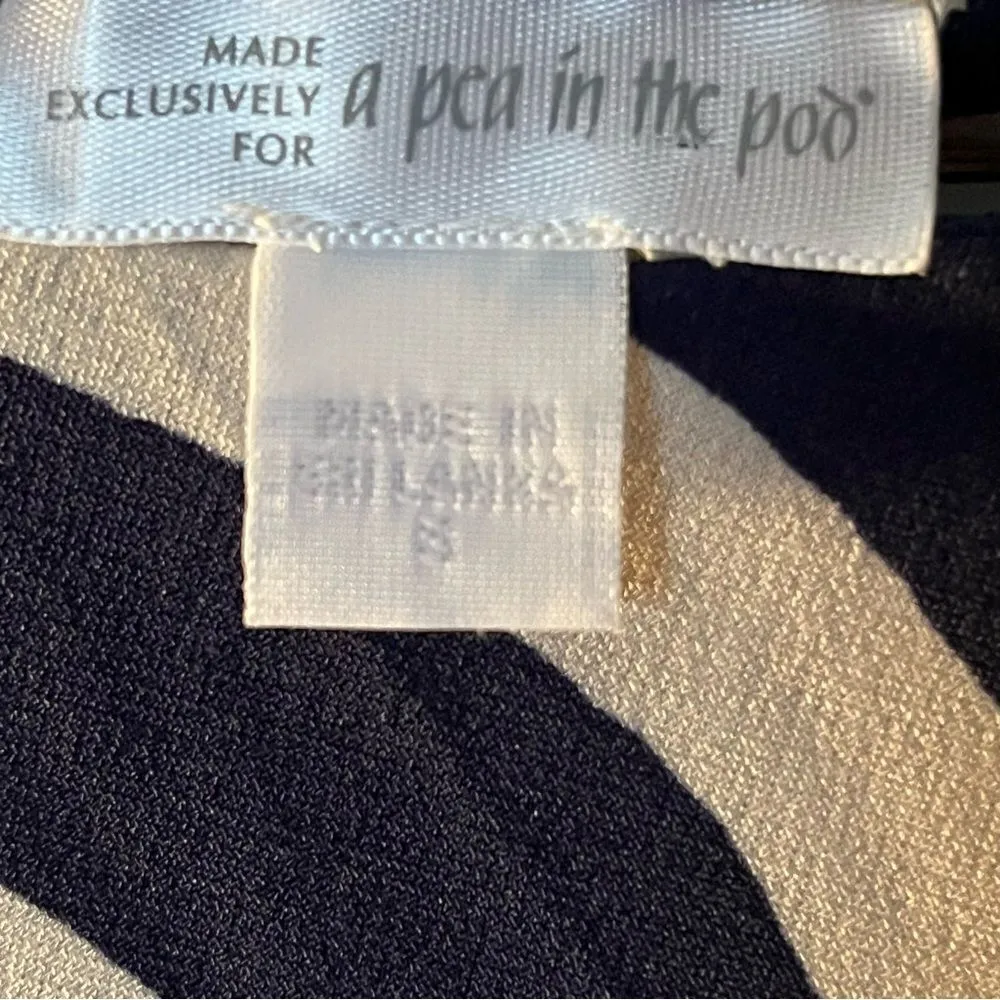 MADE
EXCLUSIVELY
FOR
a pea in the pod®
MADE IN
SRI LANKA